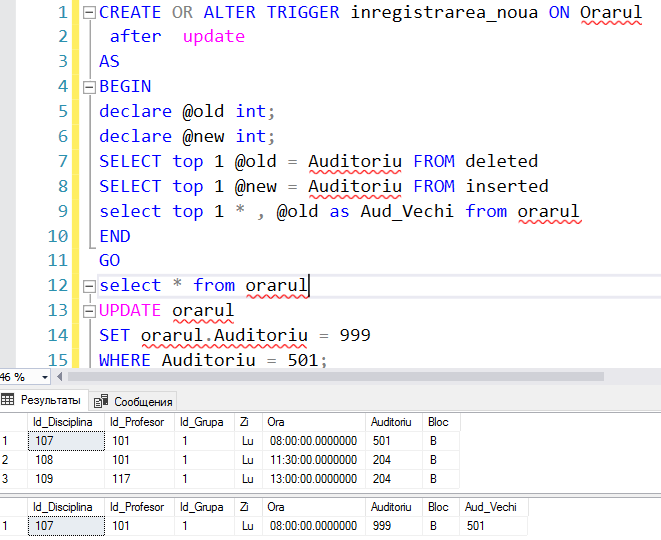 1 CREATE OR ALTER TRIGGER inregistrarea_noua ON Orarul
2 after update
3 AS
4 BEGIN
5 declare @old int;
6 declare @new int;
7 SELECT top 1 @old = Auditoriu FROM deleted
8 SELECT top 1 @new = Auditoriu FROM inserted
9 select top 1 * , @old as Aud_Vechi from orarul
10 END
11 GO
12 select * from orarul
13 UPDATE orarul
14 SET orarul.Auditoriu = 999
15 WHERE Auditoriu = 501;
46 %
Результаты Сообщения
Id_Disciplina Id_Profesor Id_Grupa Zi Ora Auditoriu Bloc
1 107 101 1 Lu 08:00:00.0000000 501 B
2 108 101 1 Lu 11:30:00.0000000 204 B
3 109 117 1 Lu 13:00:00.0000000 204 B
Id_Disciplina Id_Profesor Id_Grupa Zi Ora Auditoriu Bloc Aud_Vechi
1 107 101 1 Lu 08:00:00.0000000 999 B 501